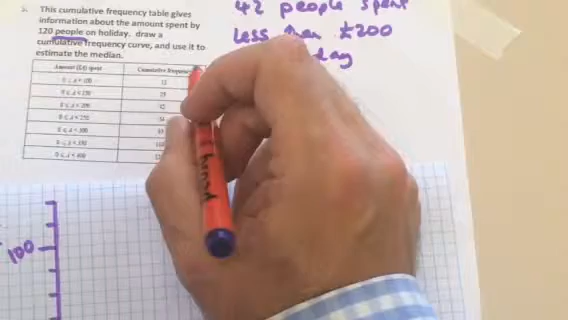 This cumulative frequency table gives
information about the amount spent by
120 people on holiday. draw a
cumulative frequency curve, and use it to
estimate the median.
42 people spent
less than £200
day
Amount (£A) spent
Cumulative frequency
0 ≤ A < 100
0 ≤ A < 150
0 ≤ A < 200
42
0 ≤ A < 250
0 ≤ A < 300
0 ≤ A < 350
0 ≤ A < 400
broad
100